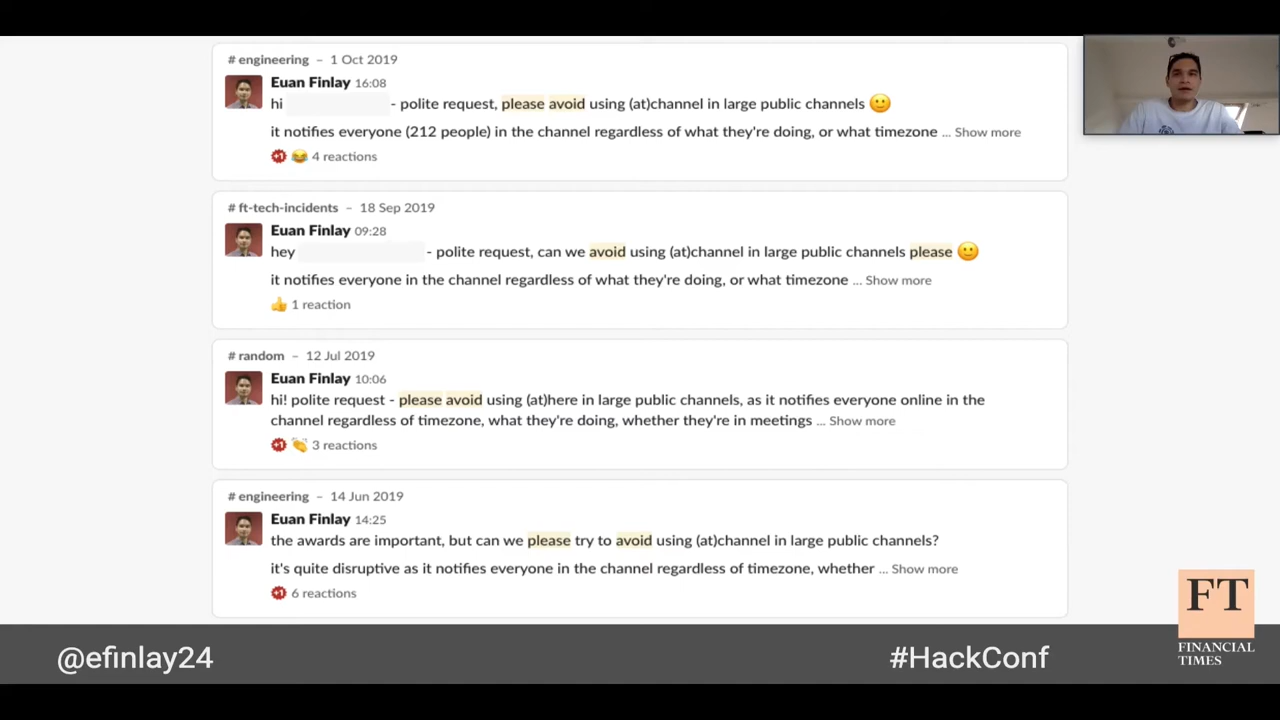 # engineering – 1 Oct 2019
Euan Finlay 16:08
hi - polite request, please avoid using (at)channel in large public channels
it notifies everyone (212 people) in the channel regardless of what they're doing, or what timezone ... Show more
+1 4 reactions
# ft-tech-incidents – 18 Sep 2019
Euan Finlay 09:28
hey - polite request, can we avoid using (at)channel in large public channels please
it notifies everyone in the channel regardless of what they're doing, or what timezone ... Show more
1 reaction
# random – 12 Jul 2019
Euan Finlay 10:06
hi! polite request - please avoid using (at)here in large public channels, as it notifies everyone online in the
channel regardless of timezone, what they're doing, whether they're in meetings ... Show more
+1 3 reactions
# engineering – 14 Jun 2019
Euan Finlay 14:25
the awards are important, but can we please try to avoid using (at)channel in large public channels?
it's quite disruptive as it notifies everyone in the channel regardless of timezone, whether ... Show more
+1 6 reactions
@efinlay24
#HackConf
FT
FINANCIAL
TIMES